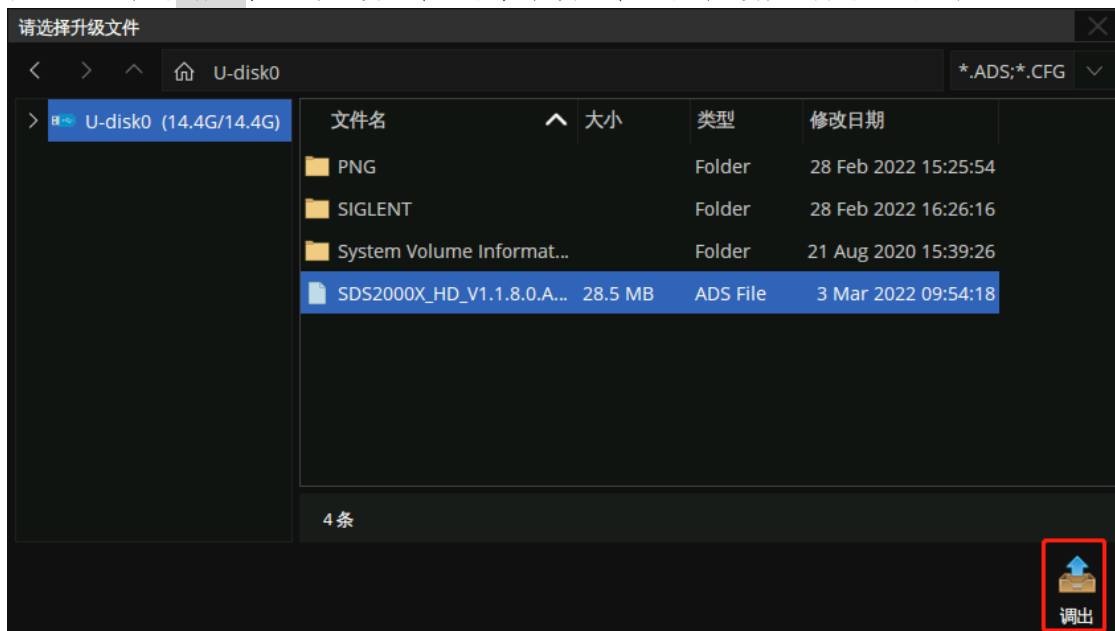 请选择升级文件
U-disk0 *.ADS;*.CFG
U-disk0 (14.4G/14.4G)
文件名 大小 类型 修改日期
PNG Folder 28 Feb 2022 15:25:54
SIGLENT Folder 28 Feb 2022 16:26:16
System Volume Informat... Folder 21 Aug 2020 15:39:26
SDS2000X_HD_V1.1.8.0.A... 28.5 MB ADS File 3 Mar 2022 09:54:18
4 条
调出